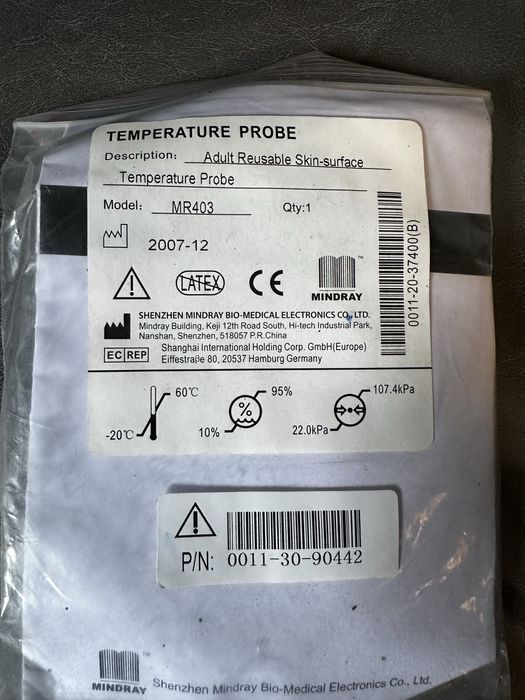 TEMPERATURE PROBE
Description: Adult Reusable Skin-surface
Temperature Probe
Model: MR403 Qty:1
2007-12
LATEX CE MINDRAY™
0011-20-37400(B)
SHENZHEN MINDRAY BIO-MEDICAL ELECTRONICS CO.,LTD.
Mindray Building, Keji 12th Road South, Hi-tech Industrial Park,
Nanshan, Shenzhen, 518057 P.R.China
EC REP Shanghai International Holding Corp. GmbH(Europe)
Eiffestraβe 80, 20537 Hamburg Germany
-20℃ 60℃
10% % 95%
22.0kPa 107.4kPa
P/N: 0011-30-90442
MINDRAY™ Shenzhen Mindray Bio-Medical Electronics Co., Ltd.